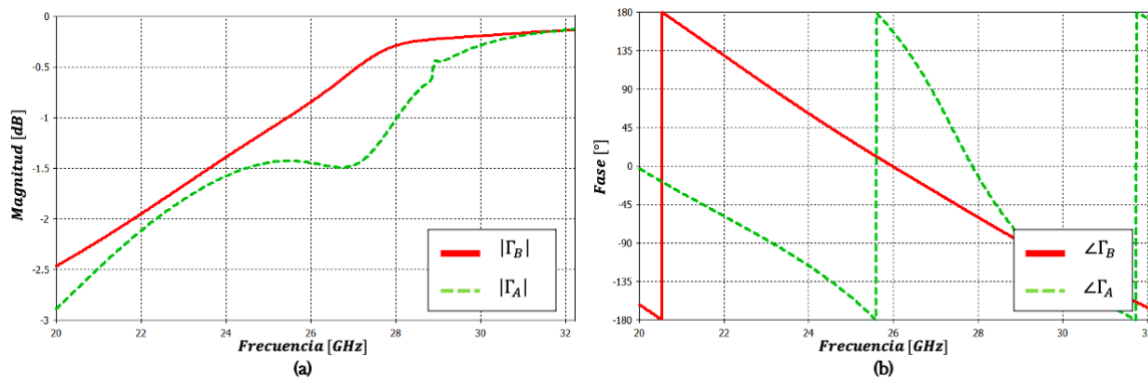 0
-0.5
-1
-1.5
-2
-2.5
-3
Magnitud [dB]
20
22
24
26
28
30
32
Frecuencia [GHz]
|Γ_B|
|Γ_A|
(a)
180
135
90
45
0
-45
-90
-135
-180
Fase [°]
20
22
24
26
28
30
Frecuencia [GHz]
∠Γ_B
∠Γ_A
(b)